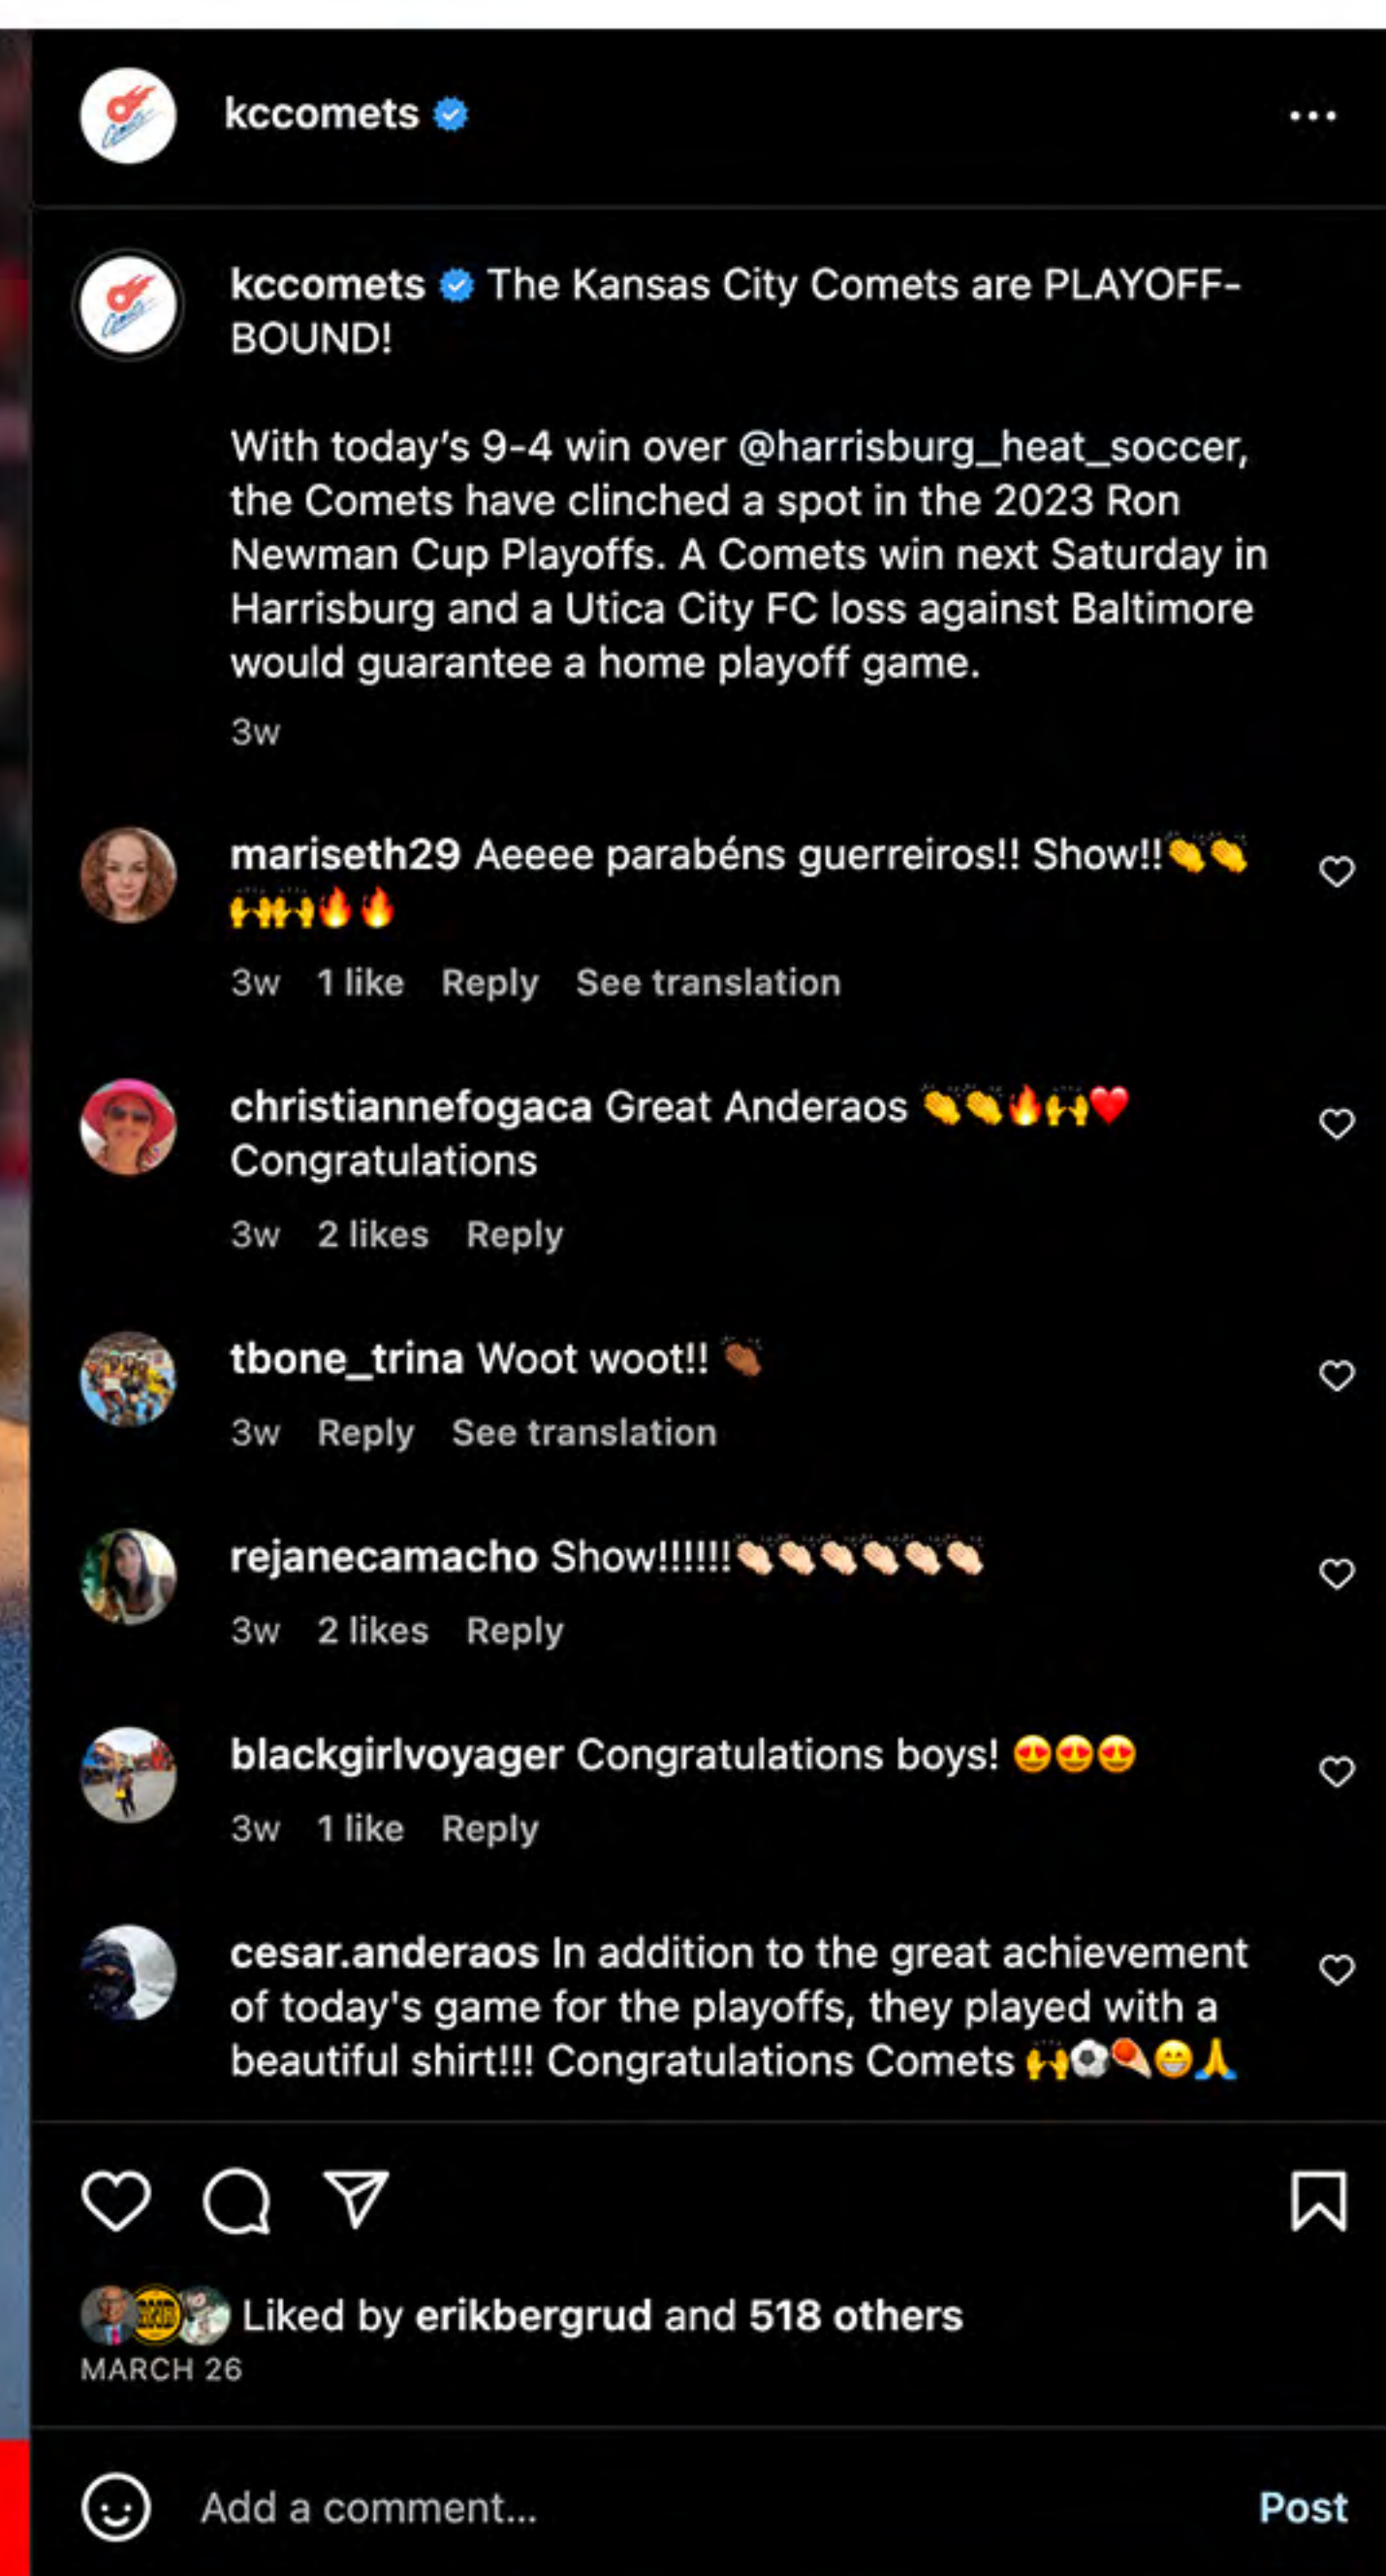 kccomets
kccomets The Kansas City Comets are PLAYOFF-
BOUND!
With today's 9-4 win over @harrisburg_heat_soccer,
the Comets have clinched a spot in the 2023 Ron
Newman Cup Playoffs. A Comets win next Saturday in
Harrisburg and a Utica City FC loss against Baltimore
would guarantee a home playoff game.
3w
mariseth29 Aeeee parabéns guerreiros!! Show!!👏👏
🙌🙌🔥🔥
3w 1 like Reply See translation
christiannefogaca Great Anderaos 👏👏🔥🙌❤️
Congratulations
3w 2 likes Reply
tbone_trina Woot woot!! 👏🏾
3w Reply See translation
rejanecamacho Show!!!!!!👏🏻👏🏻👏🏻👏🏻👏🏻👏🏻
3w 2 likes Reply
blackgirlvoyager Congratulations boys! 😍😍😍
3w 1 like Reply
cesar.anderaos In addition to the great achievement
of today's game for the playoffs, they played with a
beautiful shirt!!! Congratulations Comets 🙌⚽☄️😁🙏
Liked by erikbergrud and 518 others
MARCH 26
Add a comment...
Post